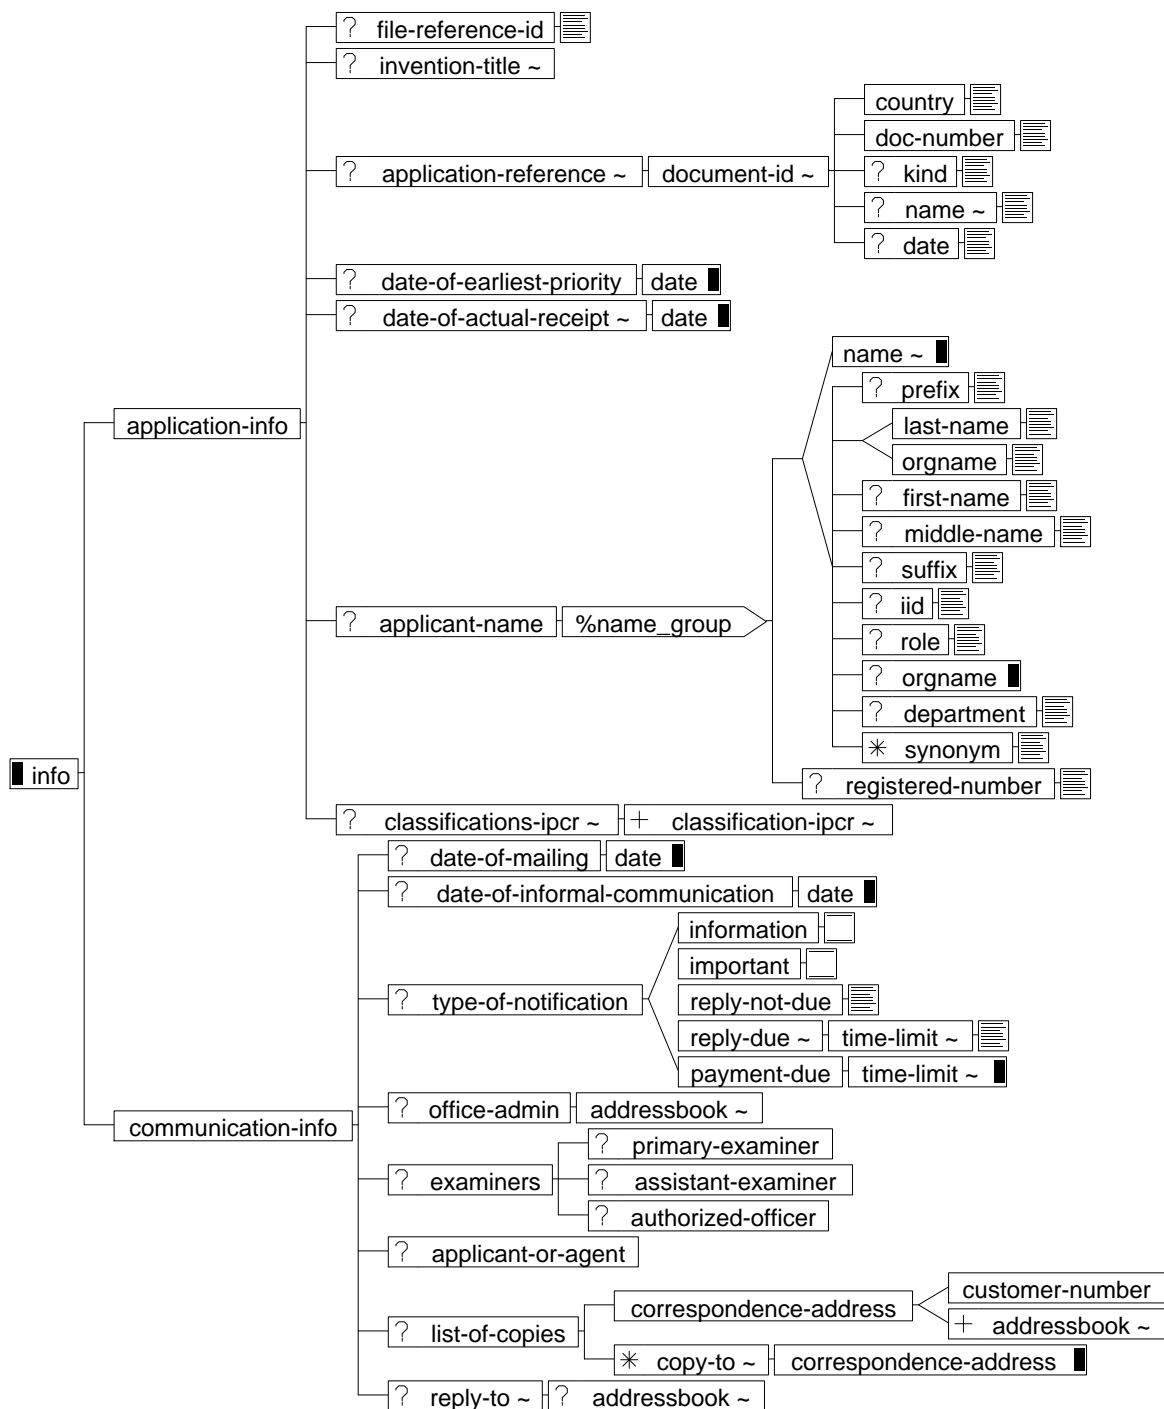 ? file-reference-id
? invention-title ~
country
doc-number
? application-reference ~ document-id ~ ? kind
? name ~
? date
? date-of-earliest-priority date
? date-of-actual-receipt ~ date
name ~
? prefix
application-info last-name
orgname
? first-name
? middle-name
? suffix
? iid
? applicant-name %name_group
? role
? orgname
? department
* synonym
info
? registered-number
? classifications-ipcr ~ + classification-ipcr ~
? date-of-mailing date
? date-of-informal-communication date
information
important
? type-of-notification reply-not-due
reply-due ~ time-limit ~
payment-due time-limit ~
? office-admin addressbook ~
communication-info
? primary-examiner
? examiners ? assistant-examiner
? authorized-officer
? applicant-or-agent
customer-number
correspondence-address
+ addressbook ~
? list-of-copies
* copy-to ~ correspondence-address
? reply-to ~ ? addressbook ~